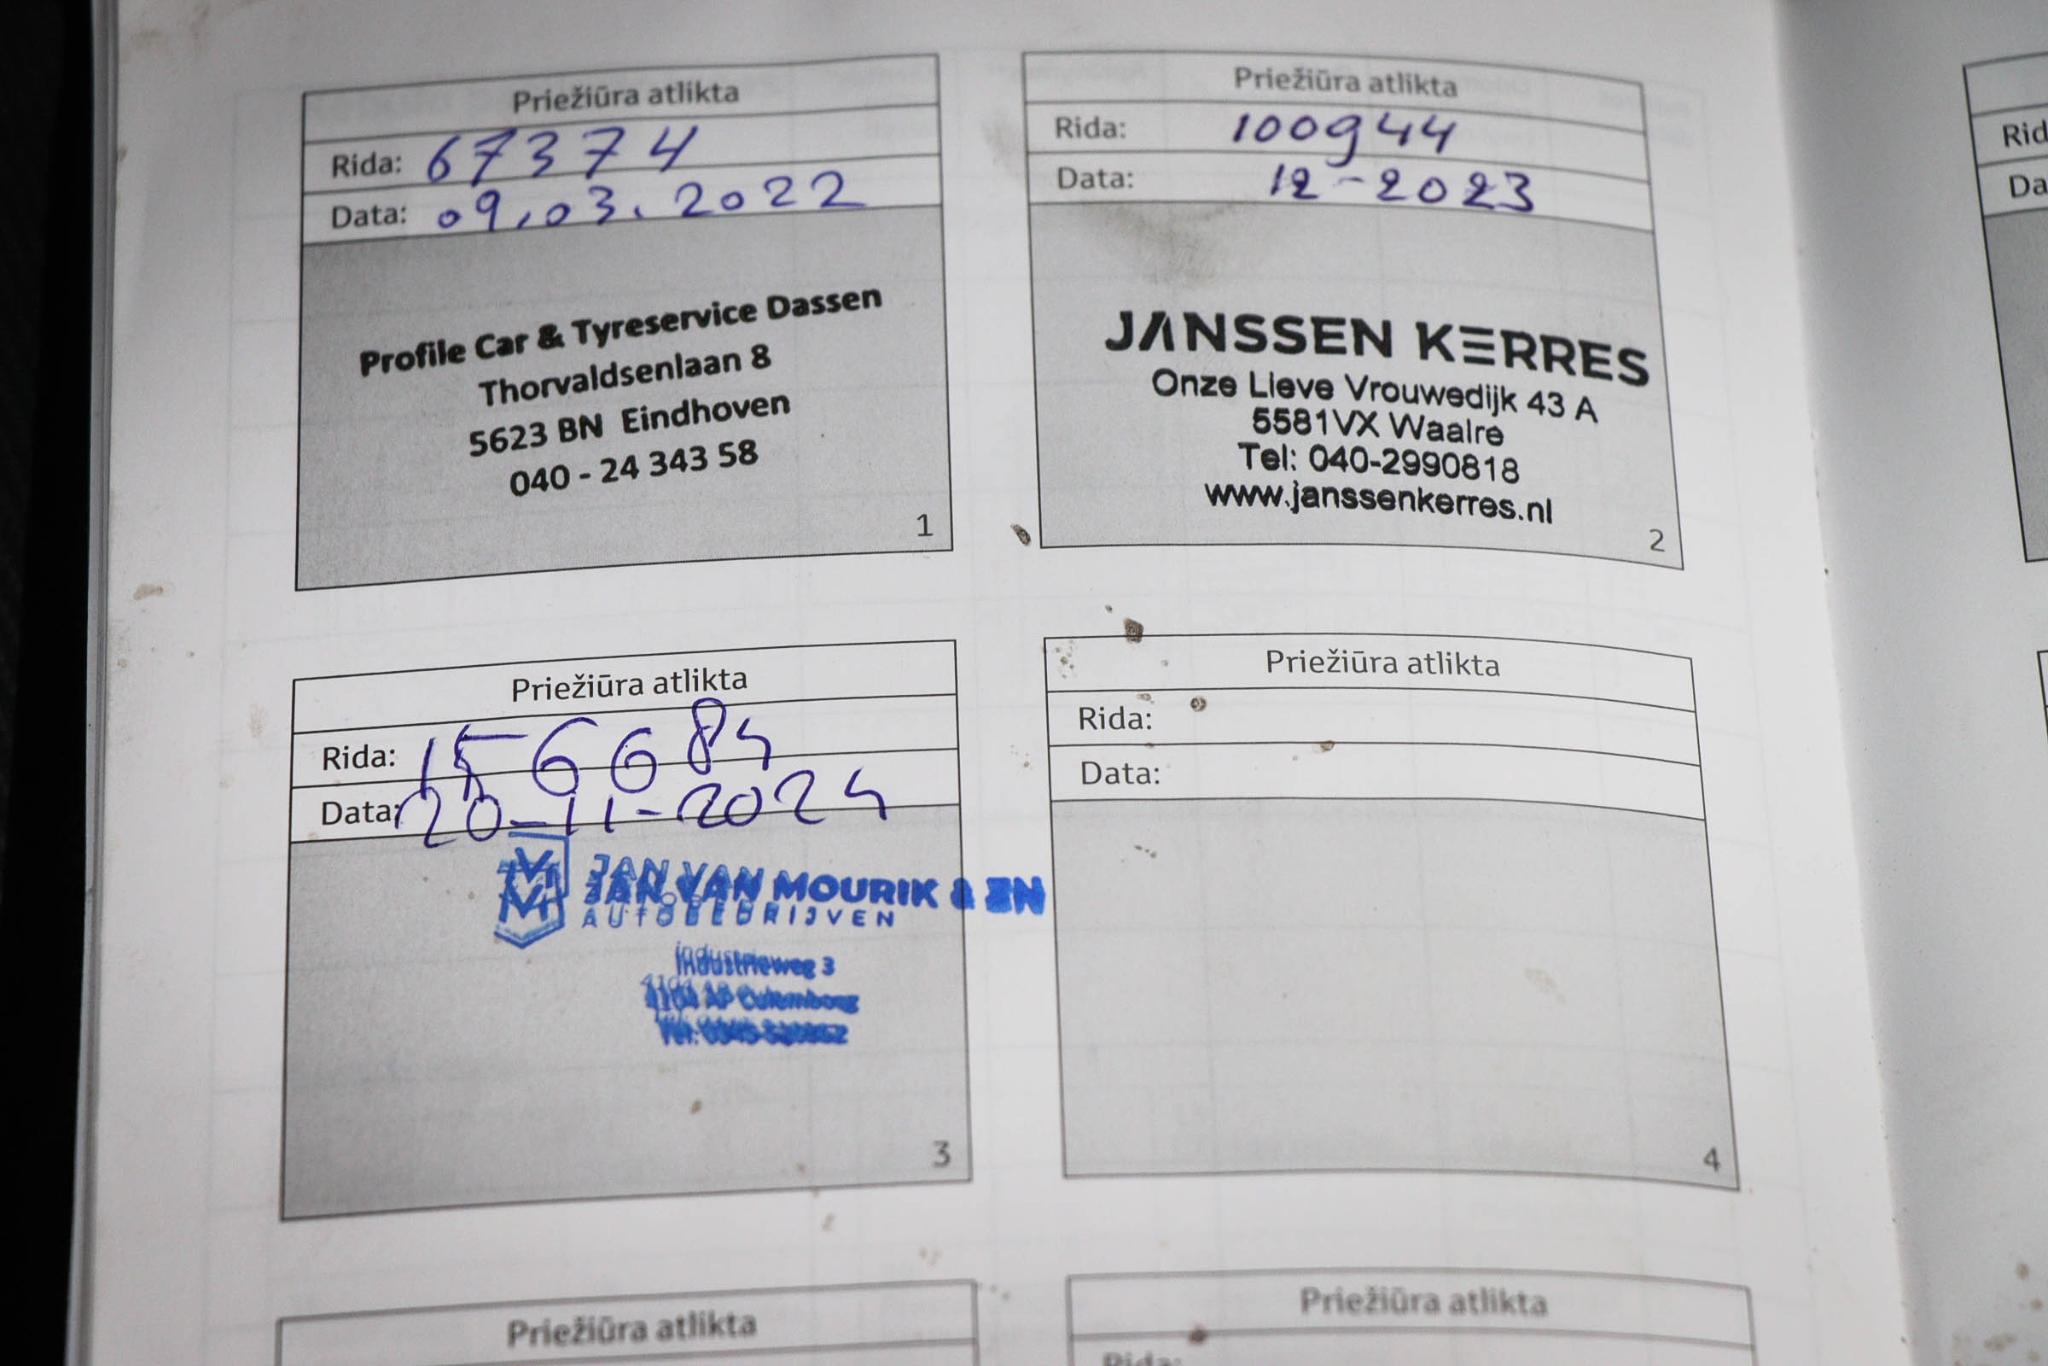 Priežiūra atlikta
Rida: 67374
Data: 09.03.2022
Profile Car & Tyreservice Dassen
Thorvaldsenlaan 8
5623 BN Eindhoven
040 - 24 343 58
1
Priežiūra atlikta
Rida: 100944
Data: 12-2023
JANSSEN KERRES
Onze Lieve Vrouwedijk 43 A
5581VX Waalre
Tel: 040-2990818
www.janssenkerres.nl
2
Priežiūra atlikta
Rida: 156684
Data: 20-11-2024
JAN VAN MOURIK & ZN
AUTOBEDRIJVEN
Industrieweg 3
Culemborg
3
Priežiūra atlikta
Rida:
Data:
4
Priežiūra atlikta
Priežiūra atlikta
Rida: